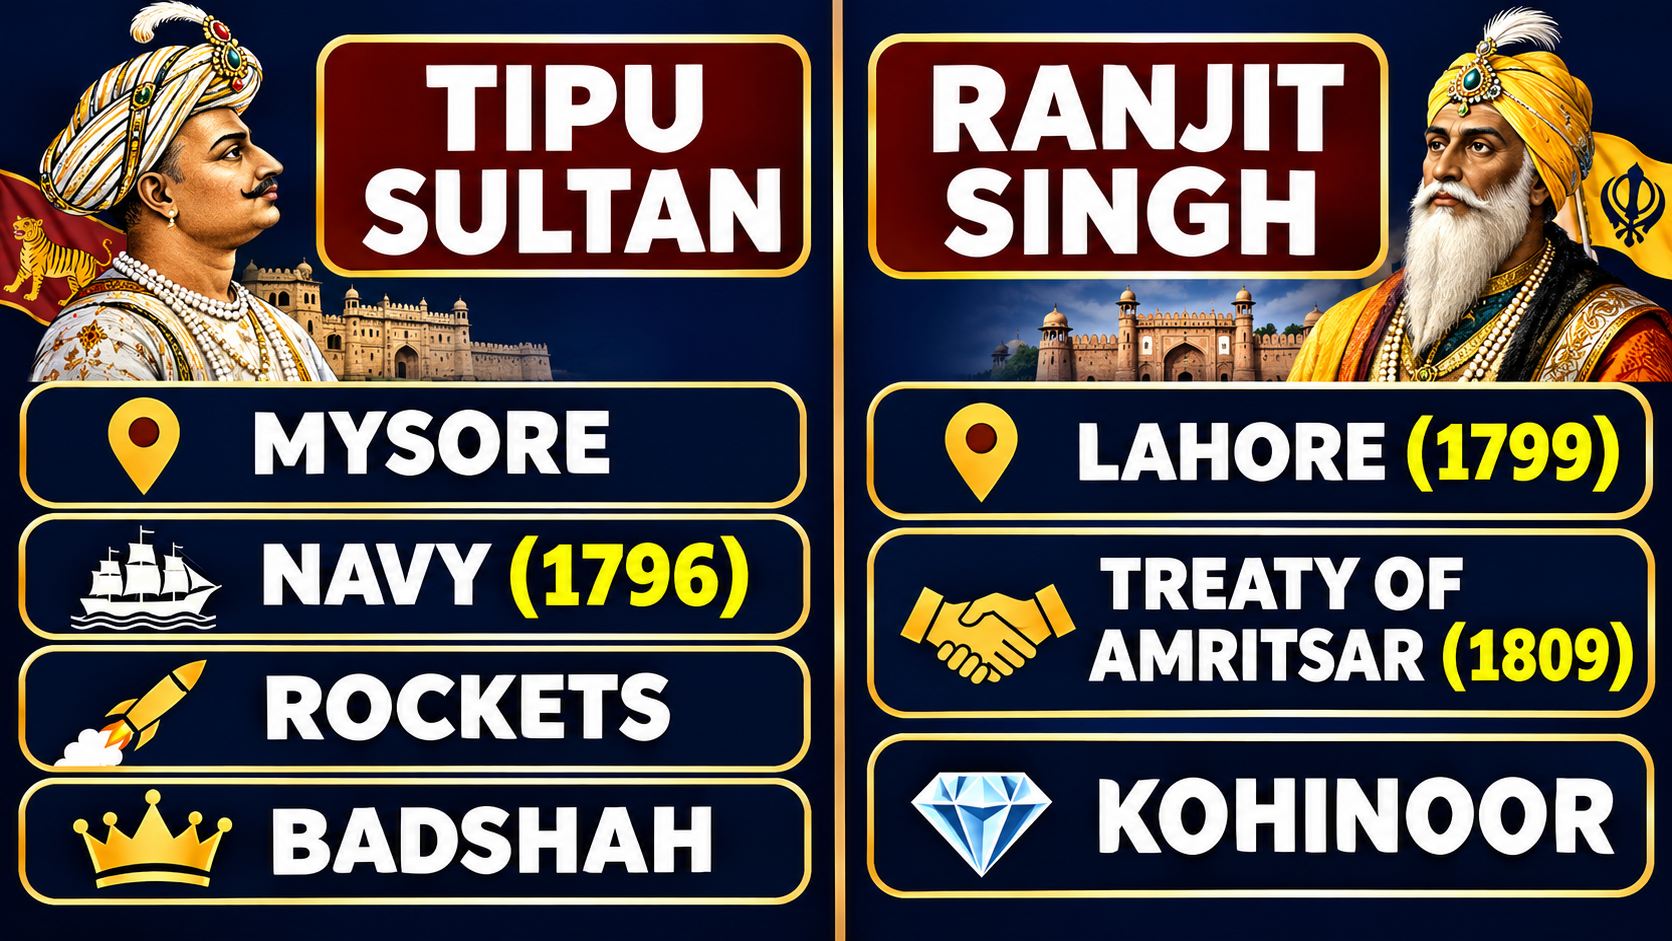 TIPU
SULTAN
MYSORE
NAVY (1796)
ROCKETS
BADSHAH
RANJIT
SINGH
LAHORE (1799)
TREATY OF
AMRITSAR (1809)
KOHINOOR